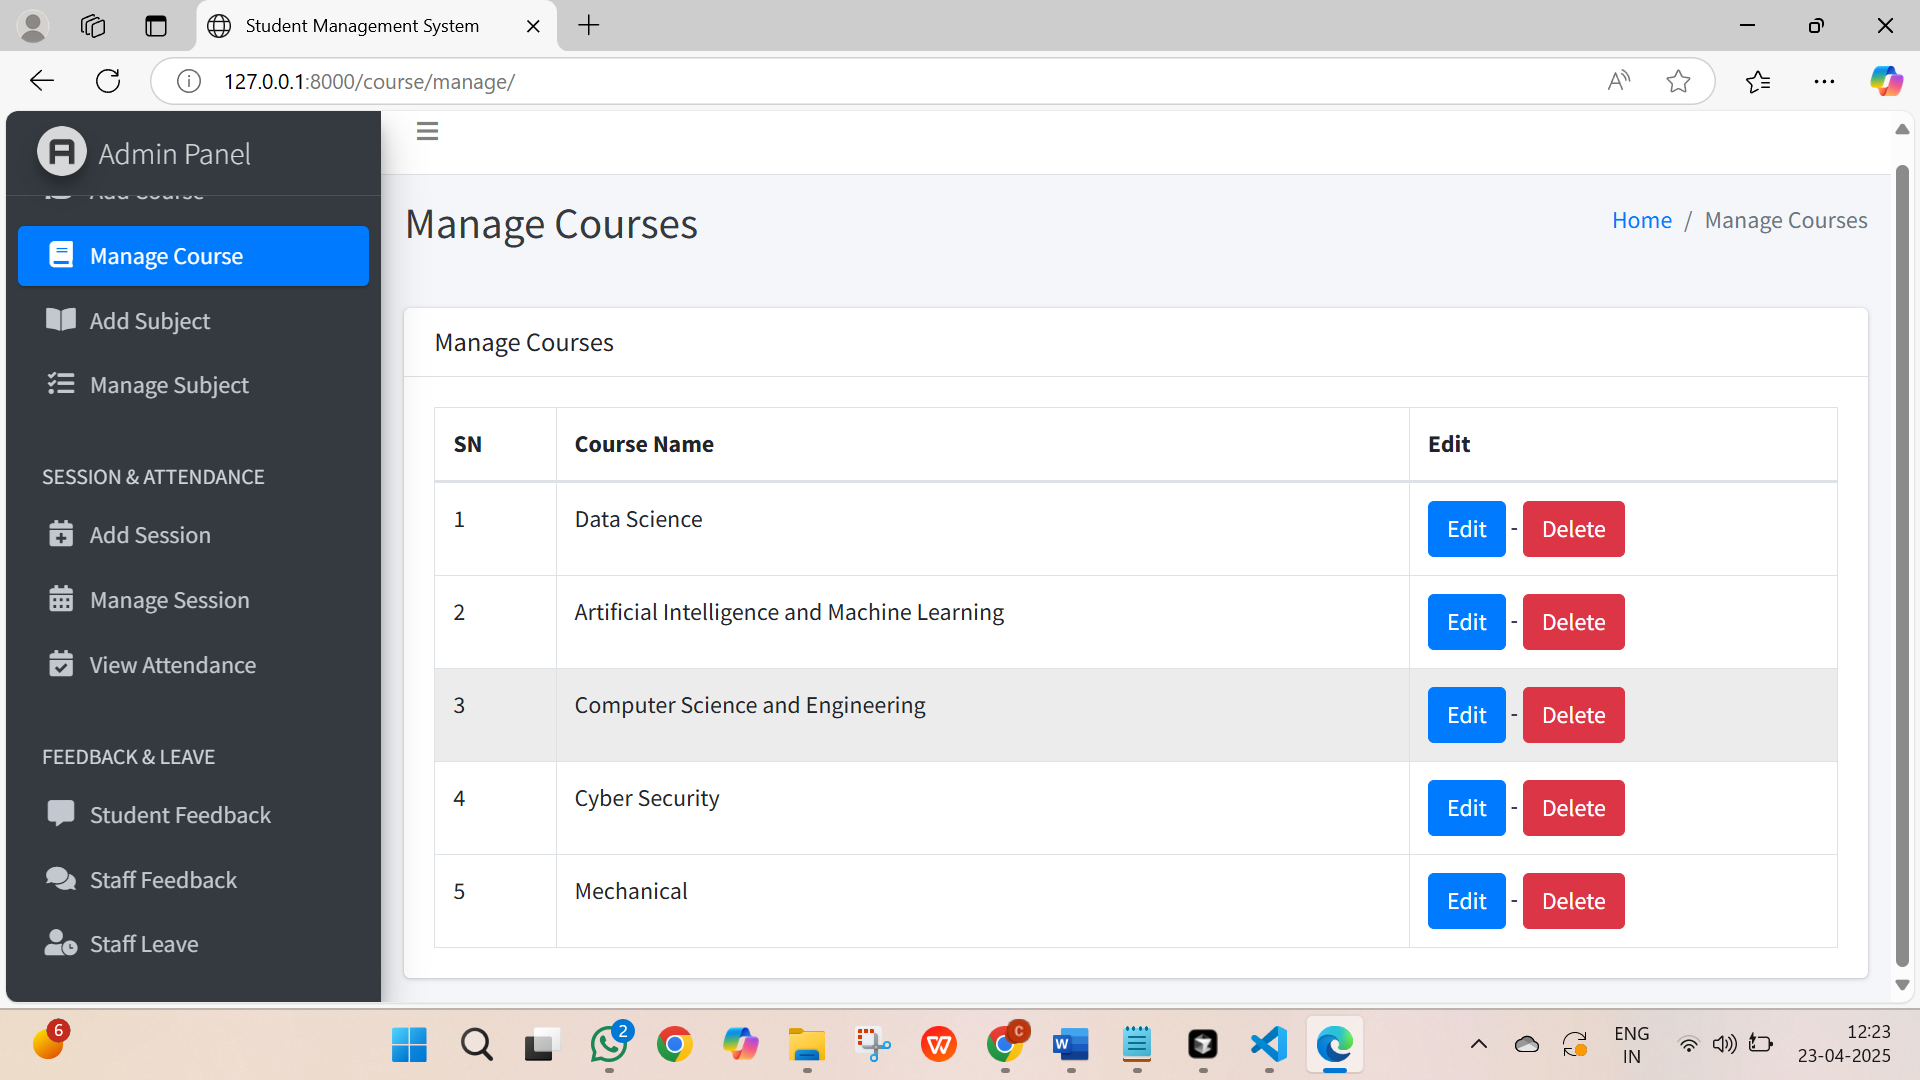 Student Management System
127.0.0.1:8000/course/manage/
Admin Panel
Add Course
Manage Course
Add Subject
Manage Subject
SESSION & ATTENDANCE
Add Session
Manage Session
View Attendance
FEEDBACK & LEAVE
Student Feedback
Staff Feedback
Staff Leave
Manage Courses
Home / Manage Courses
Manage Courses
SN Course Name Edit
1 Data Science Edit - Delete
2 Artificial Intelligence and Machine Learning Edit - Delete
3 Computer Science and Engineering Edit - Delete
4 Cyber Security Edit - Delete
5 Mechanical Edit - Delete
6
2
C
ENG
IN
12:23
23-04-2025